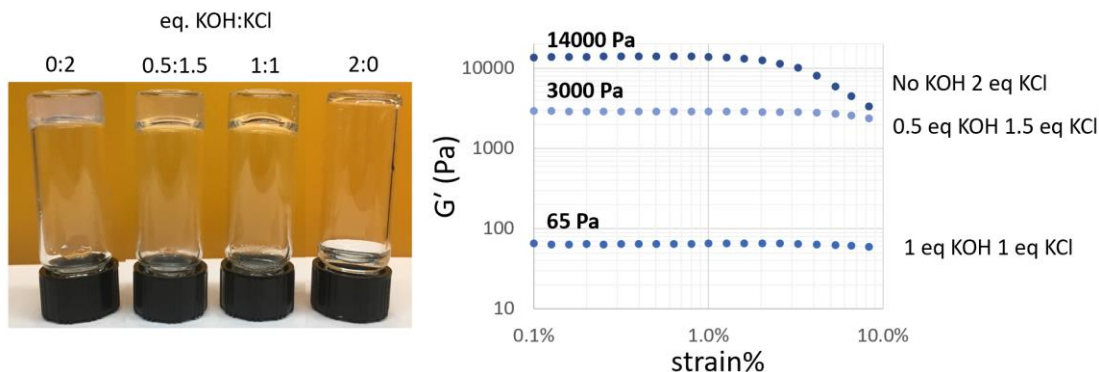 eq. KOH:KCl
0:2 0.5:1.5 1:1 2:0
14000 Pa
10000
No KOH 2 eq KCl
3000 Pa
0.5 eq KOH 1.5 eq KCl
1000
G’ (Pa)
65 Pa
100
1 eq KOH 1 eq KCl
10
0.1% 1.0% 10.0%
strain%